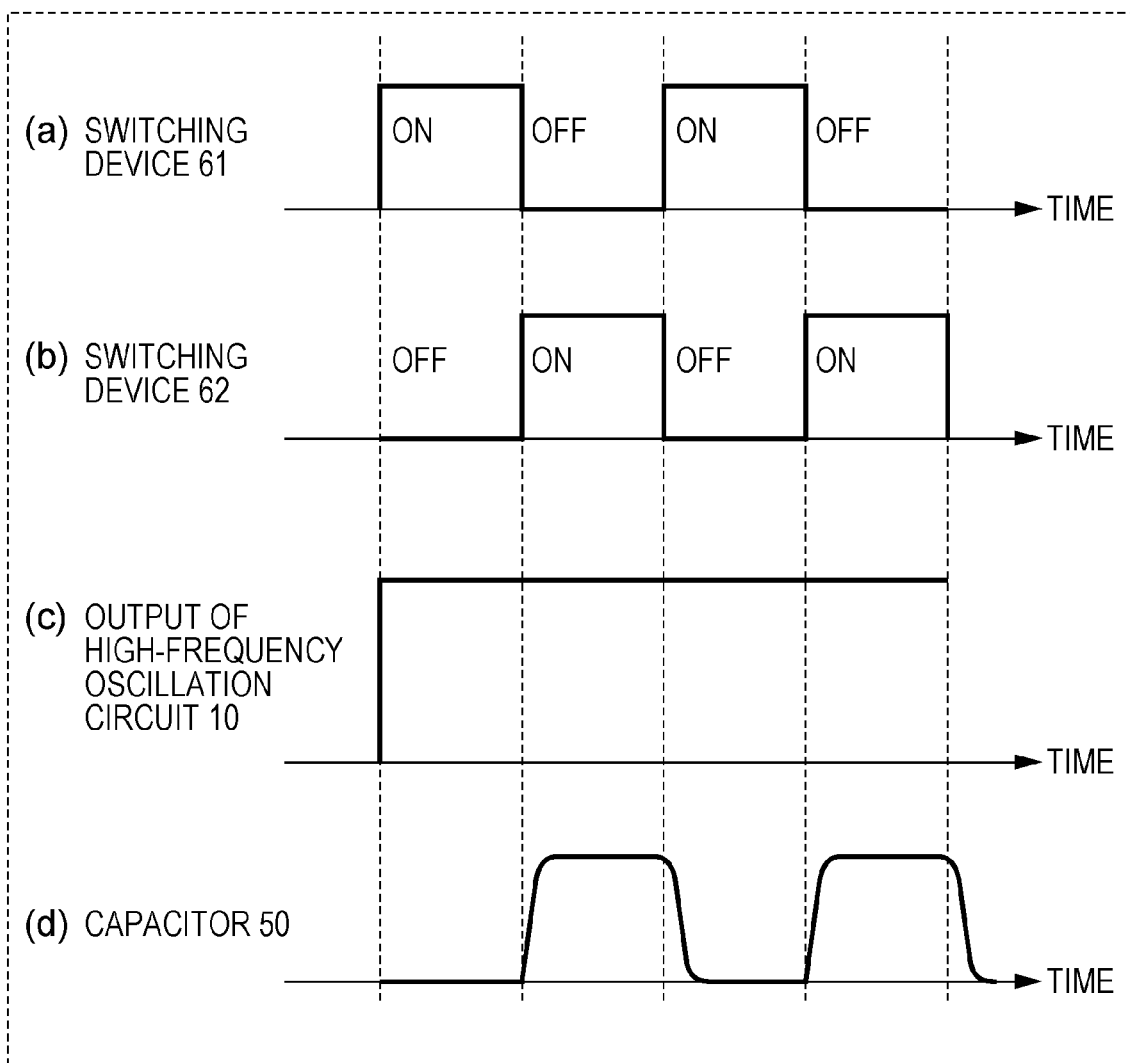 (a) SWITCHING
DEVICE 61
ON
OFF
ON
OFF
TIME
(b) SWITCHING
DEVICE 62
OFF
ON
OFF
ON
TIME
(c) OUTPUT OF
HIGH-FREQUENCY
OSCILLATION
CIRCUIT 10
TIME
(d) CAPACITOR 50
TIME